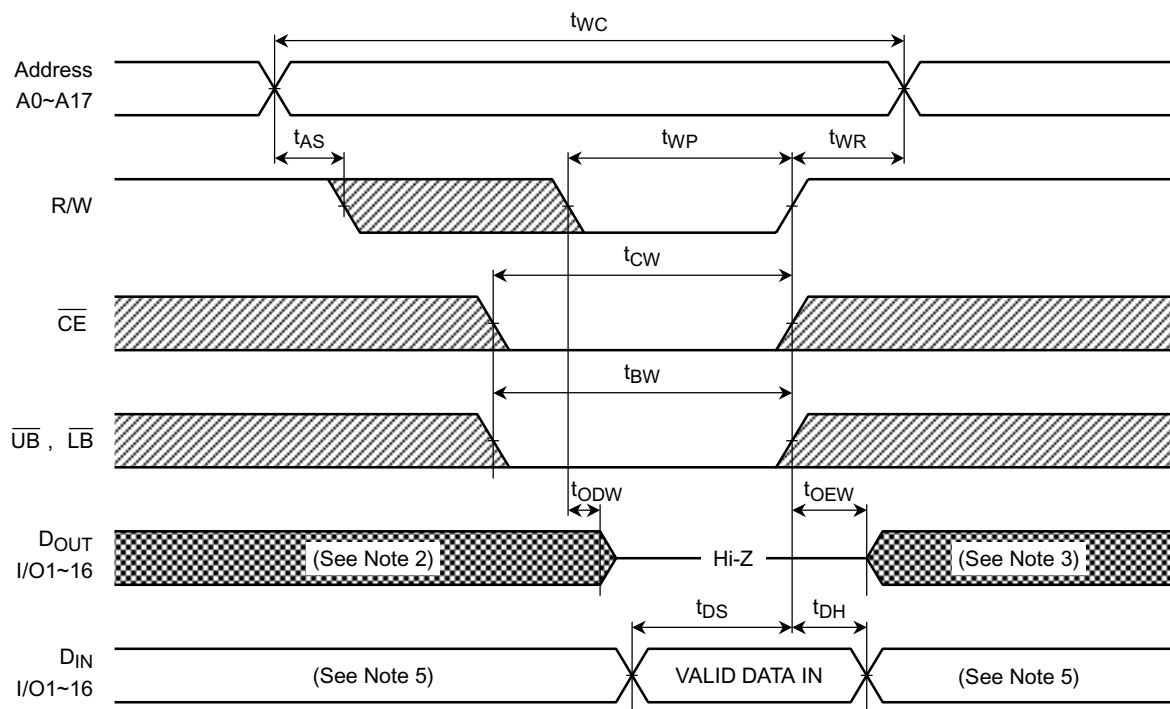 tWC
Address
A0~A17
tAS
tWP
tWR
R/W
tCW
CE
tBW
UB , LB
tODW
tOEW
DOUT
I/O1~16
(See Note 2)
Hi-Z
(See Note 3)
tDS
tDH
DIN
I/O1~16
(See Note 5)
VALID DATA IN
(See Note 5)